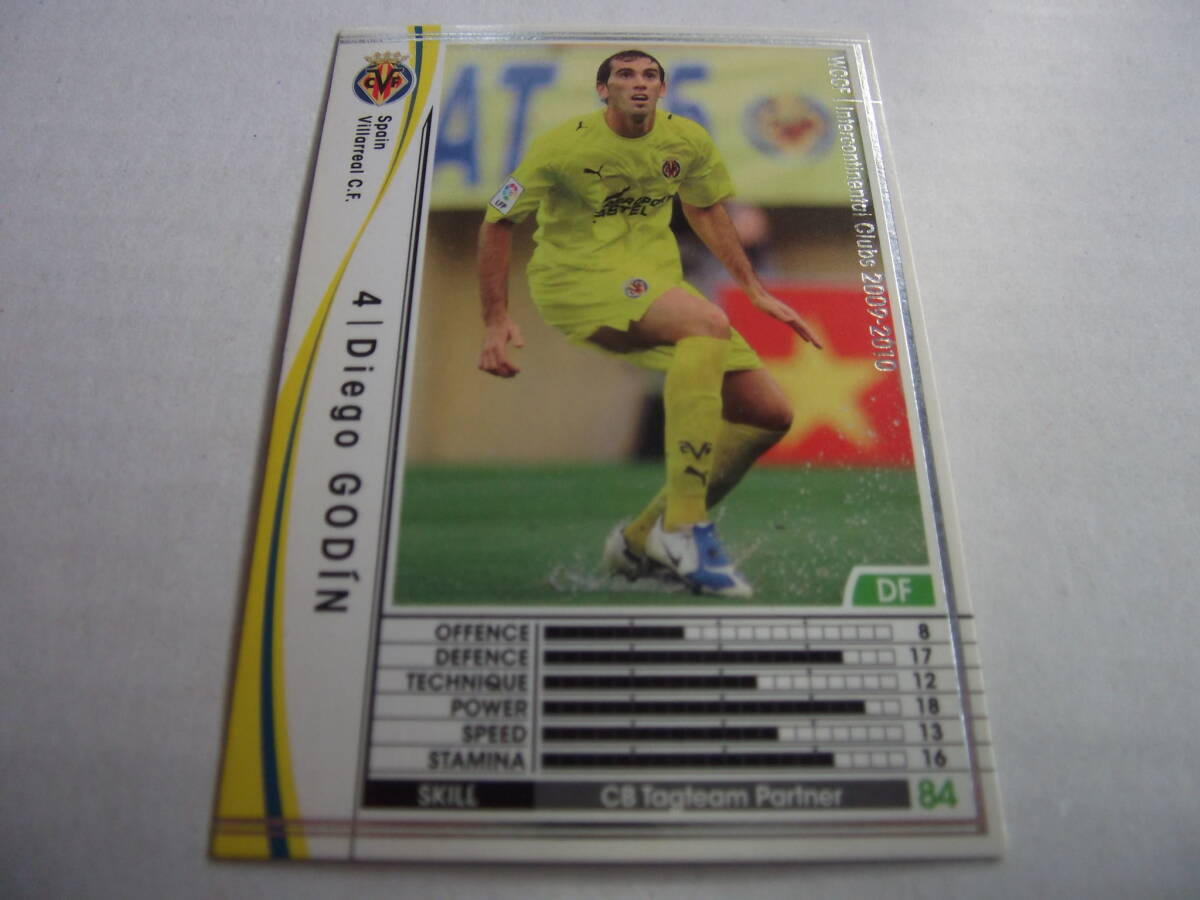 Spain
Villarreal C.F.
4 | Diego GODÍN
WCCF | Intercontinental Clubs 2009-2010
LFP
DF
OFFENCE 8
DEFENCE 17
TECHNIQUE 12
POWER 18
SPEED 13
STAMINA 16
SKILL CB Tagteam Partner 84